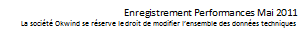 Enregistrement Performances Mai 2011
La société Okwind se réserve le droit de modifier l'ensemble des données techniques